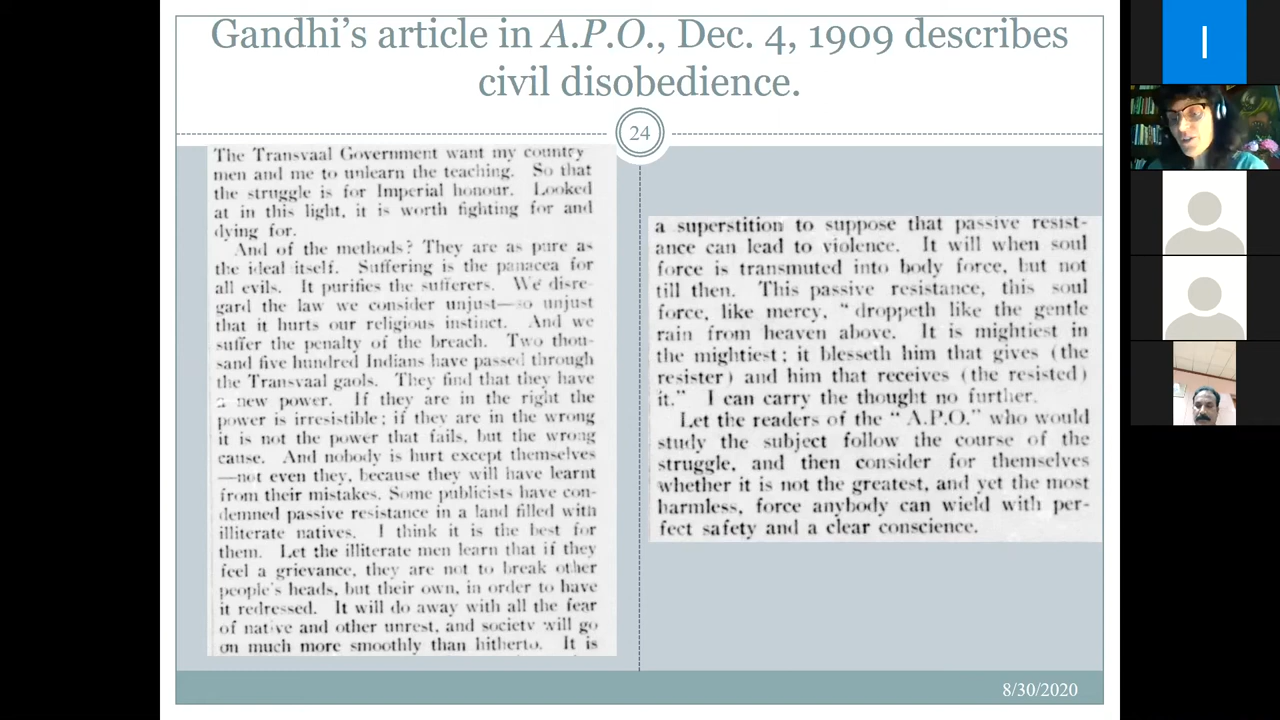 Gandhi's article in A.P.O., Dec. 4, 1909 describes
civil disobedience.
24
The Transvaal Government want my country
men and me to unlearn the teaching. So that
the struggle is for Imperial honour. Looked
at in this light, it is worth fighting for and
dying for.
And of the methods? They are as pure as
the ideal itself. Suffering is the panacea for
all evils. It purifies the sufferers. We disre-
gard the law we consider unjust—so unjust
that it hurts our religious instinct. And we
suffer the penalty of the breach. Two thou-
sand five hundred Indians have passed through
the Transvaal gaols. They find that they have
a new power. If they are in the right the
power is irresistible; if they are in the wrong
it is not the power that fails, but the wrong
cause. And nobody is hurt except themselves
—not even they, because they will have learnt
from their mistakes. Some publicists have con-
demned passive resistance in a land filled with
illiterate natives. I think it is the best for
them. Let the illiterate men learn that if they
feel a grievance, they are not to break other
people's heads, but their own, in order to have
it redressed. It will do away with all the fear
of native and other unrest, and society will go
on much more smoothly than hitherto. It is
a superstition to suppose that passive resist-
ance can lead to violence. It will when soul
force is transmuted into body force, but not
till then. This passive resistance, this soul
force, like mercy, "droppeth like the gentle
rain from heaven above. It is mightiest in
the mightiest; it blesseth him that gives (the
resister) and him that receives (the resisted)
it." I can carry the thought no further.
Let the readers of the "A.P.O." who would
study the subject follow the course of the
struggle, and then consider for themselves
whether it is not the greatest, and yet the most
harmless, force anybody can wield with per-
fect safety and a clear conscience.
8/30/2020
I